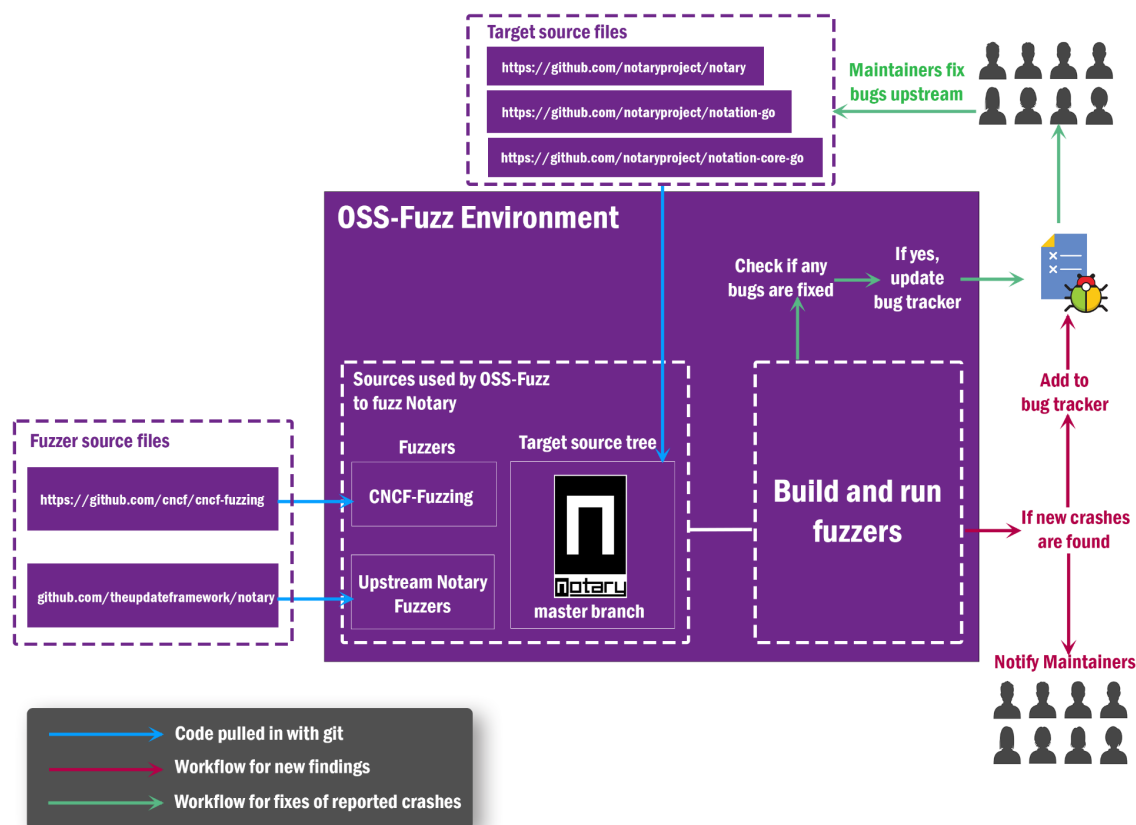 Target source files
https://github.com/notaryproject/notary
https://github.com/notaryproject/notation-go
https://github.com/notaryproject/notation-core-go
Maintainers fix
bugs upstream
OSS-Fuzz Environment
Check if any
bugs are fixed
If yes,
update
bug tracker
Sources used by OSS-Fuzz
to fuzz Notary
Fuzzers
CNCF-Fuzzing
Upstream Notary
Fuzzers
Target source tree
notary
master branch
Build and run
fuzzers
Add to
bug tracker
If new crashes
are found
Notify Maintainers
Fuzzer source files
https://github.com/cncf/cncf-fuzzing
github.com/theupdateframework/notary
Code pulled in with git
Workflow for new findings
Workflow for fixes of reported crashes